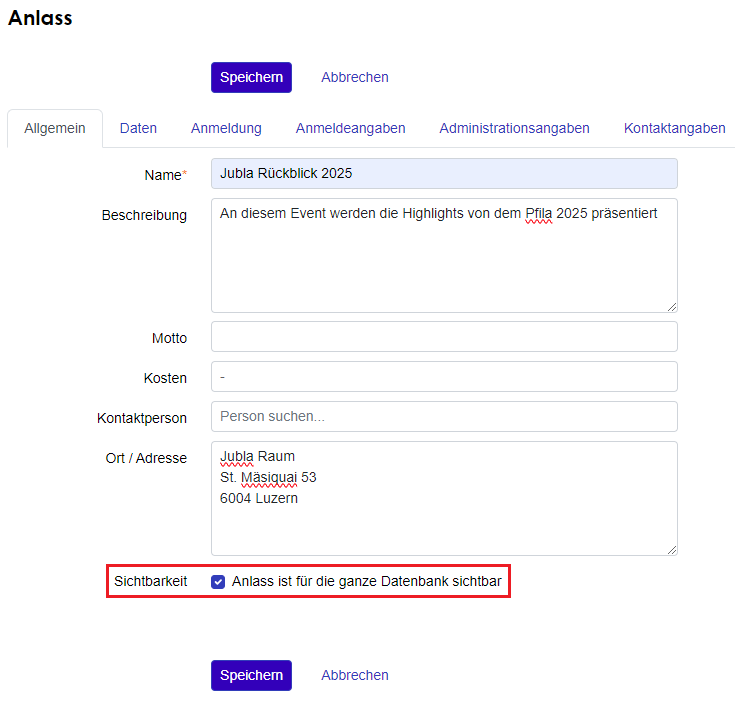 Anlass
Speichern Abbrechen
Allgemein Daten Anmeldung Anmeldeangaben Administrationsangaben Kontaktangaben
Name* Jubla Rückblick 2025
Beschreibung An diesem Event werden die Highlights von dem Pfila 2025 präsentiert
Motto
Kosten -
Kontaktperson Person suchen...
Ort / Adresse Jubla Raum
St. Mäsiquai 53
6004 Luzern
Sichtbarkeit Anlass ist für die ganze Datenbank sichtbar
Speichern Abbrechen